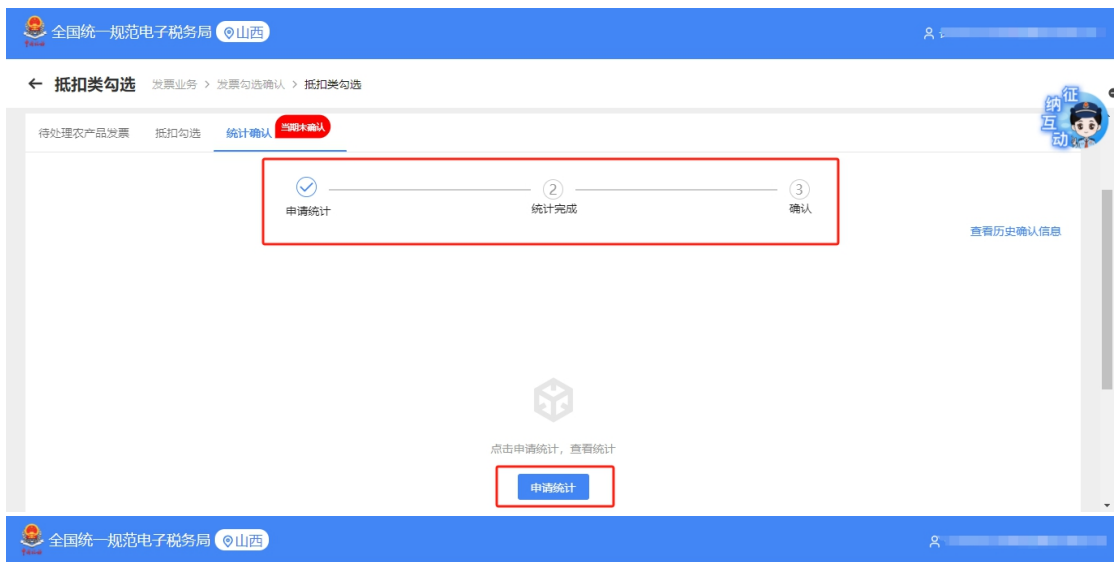 全国统一规范电子税务局 山西
← 抵扣类勾选 发票业务 > 发票勾选确认 > 抵扣类勾选
征纳互动
待处理农产品发票 抵扣勾选 统计确认 当期未确认
2 3
申请统计 统计完成 确认
查看历史确认信息
点击申请统计，查看统计
申请统计
全国统一规范电子税务局 山西